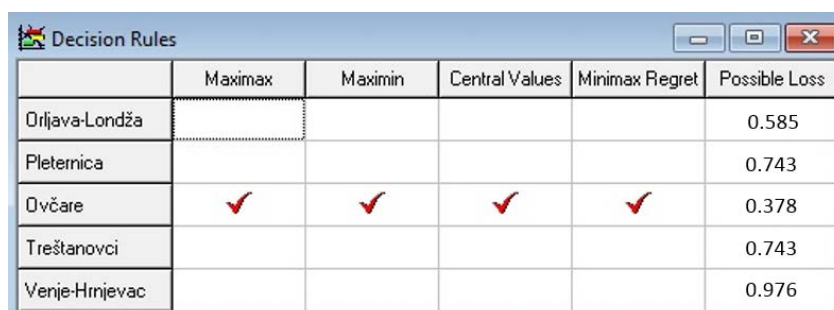 Decision Rules
Maximax Maximin Central Values Minimax Regret Possible Loss
Orljava-Londža 0.585
Pleternica 0.743
Ovčare 0.378
Treštanovci 0.743
Venje-Hrnjevac 0.976